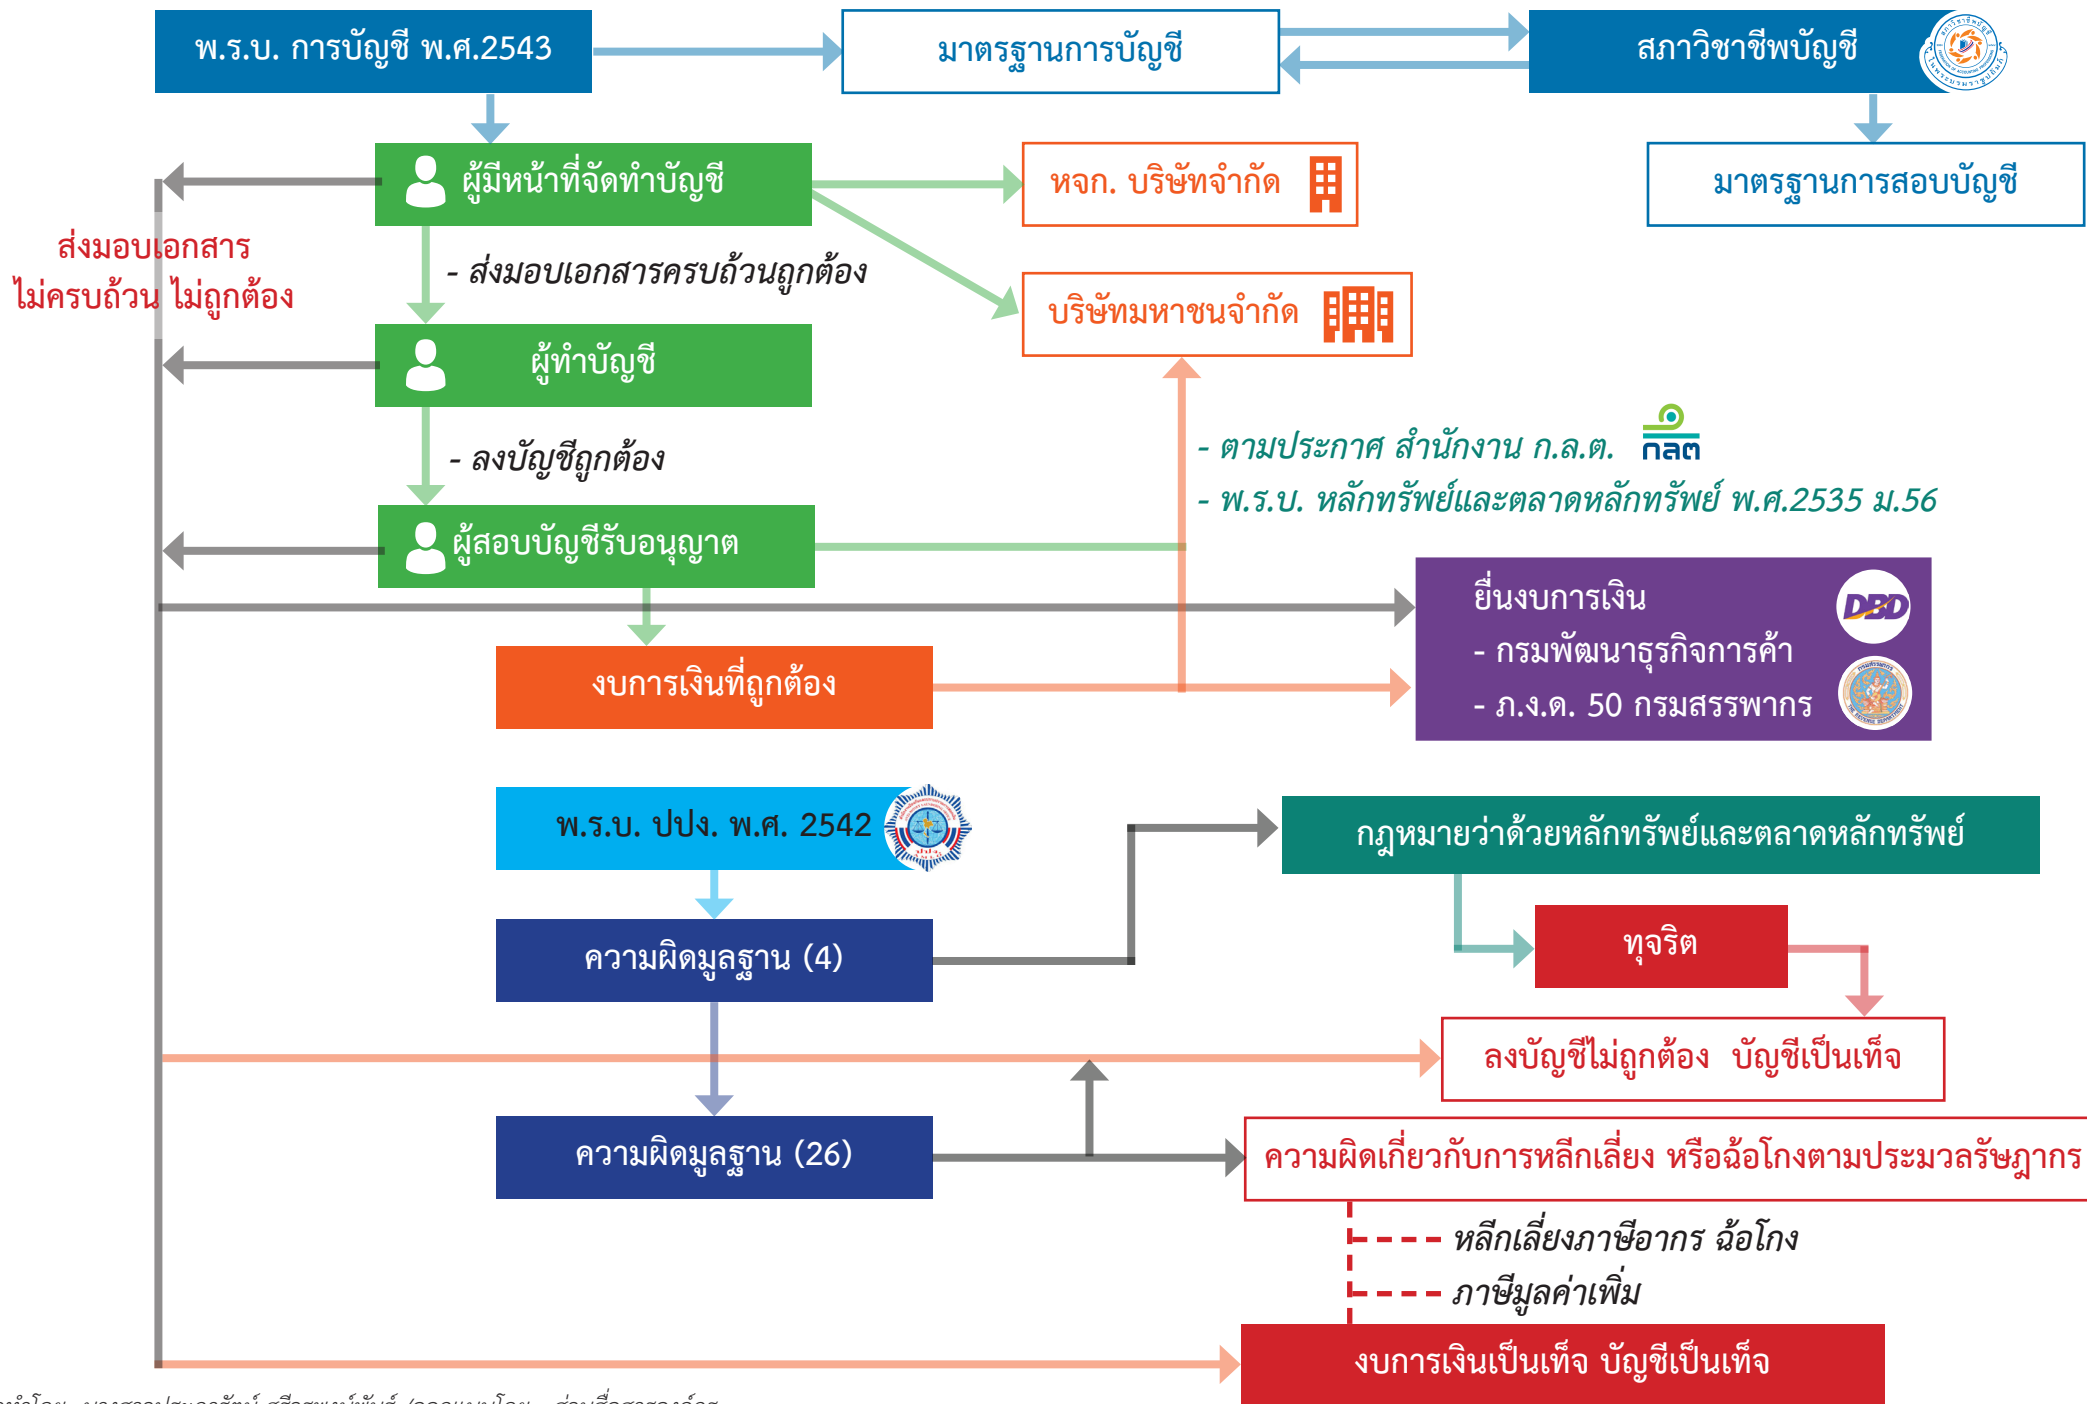 พ.ร.บ. การบัญชี พ.ศ.2543
มาตรฐานการบัญชี
สภาวิชาชีพบัญชี
ผู้มีหน้าที่จัดทำบัญชี
หจก. บริษัทจำกัด
มาตรฐานการสอบบัญชี
ส่งมอบเอกสาร
ไม่ครบถ้วน ไม่ถูกต้อง
- ส่งมอบเอกสารครบถ้วนถูกต้อง
บริษัทมหาชนจำกัด
ผู้ทำบัญชี
- ลงบัญชีถูกต้อง
- ตามประกาศ สำนักงาน ก.ล.ต.
กลต
- พ.ร.บ. หลักทรัพย์และตลาดหลักทรัพย์ พ.ศ.2535 ม.56
ผู้สอบบัญชีรับอนุญาต
ยื่นงบการเงิน
DBD
- กรมพัฒนาธุรกิจการค้า
- ภ.ง.ด. 50 กรมสรรพากร
งบการเงินที่ถูกต้อง
พ.ร.บ. ปปง. พ.ศ. 2542
กฎหมายว่าด้วยหลักทรัพย์และตลาดหลักทรัพย์
ความผิดมูลฐาน (4)
ทุจริต
ลงบัญชีไม่ถูกต้อง บัญชีเป็นเท็จ
ความผิดมูลฐาน (26)
ความผิดเกี่ยวกับการหลีกเลี่ยง หรือฉ้อโกงตามประมวลรัษฎากร
หลีกเลี่ยงภาษีอากร ฉ้อโกง
ภาษีมูลค่าเพิ่ม
งบการเงินเป็นเท็จ บัญชีเป็นเท็จ